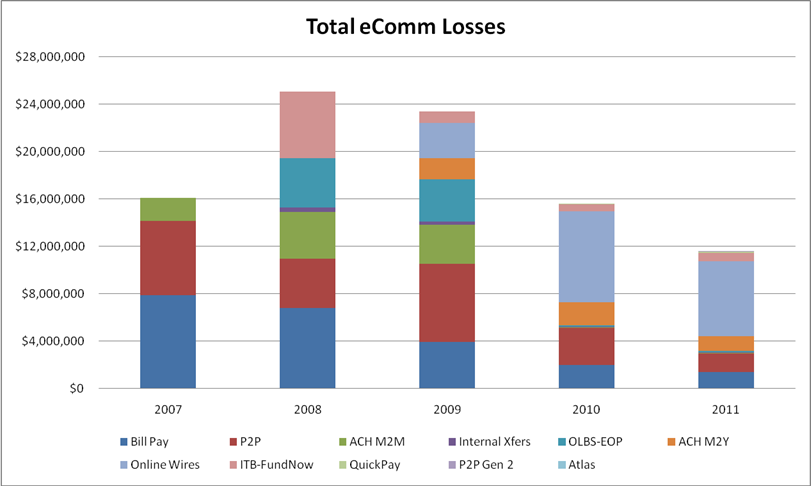 Total eComm Losses
$28,000,000
$24,000,000
$20,000,000
$16,000,000
$12,000,000
$8,000,000
$4,000,000
$0
2007 2008 2009 2010 2011
Bill Pay P2P ACH M2M Internal Xfers OLBS-EOP ACH M2Y
Online Wires ITB-FundNow QuickPay P2P Gen 2 Atlas